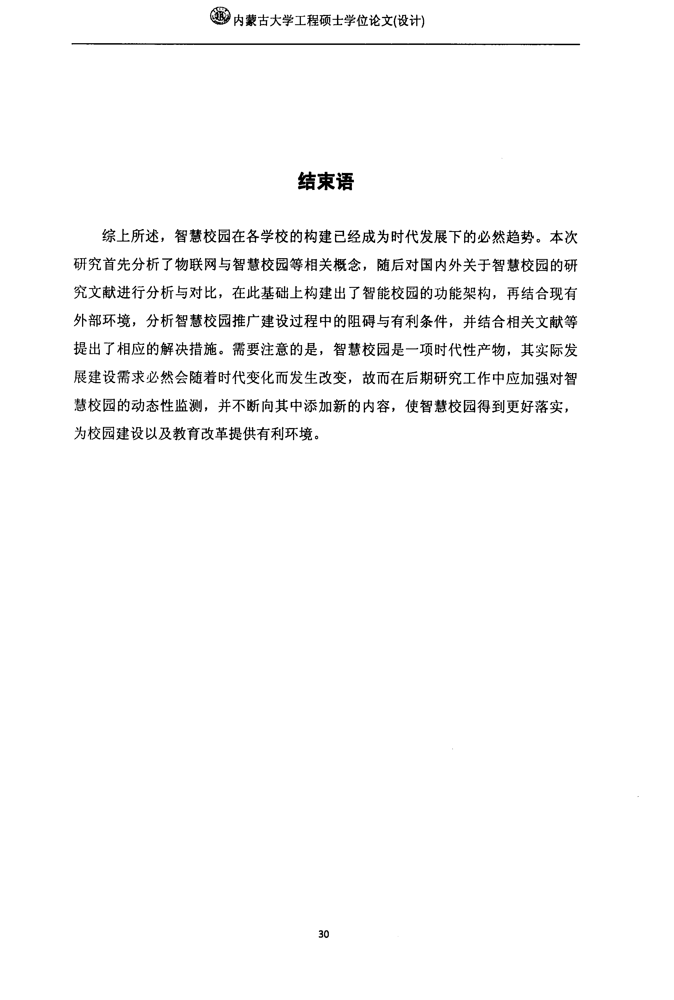 内蒙古大学工程硕士学位论文(设计)
结束语
综上所述，智慧校园在各学校的构建已经成为时代发展下的必然趋势。本次
研究首先分析了物联网与智慧校园等相关概念，随后对国内外关于智慧校园的研
究文献进行分析与对比，在此基础上构建出了智能校园的功能架构，再结合现有
外部环境，分析智慧校园推广建设过程中的阻碍与有利条件，并结合相关文献等
提出了相应的解决措施。需要注意的是，智慧校园是一项时代性产物，其实际发
展建设需求必然会随着时代变化而发生改变，故而在后期研究工作中应加强对智
慧校园的动态性监测，并不断向其中添加新的内容，使智慧校园得到更好落实，
为校园建设以及教育改革提供有利环境。
30